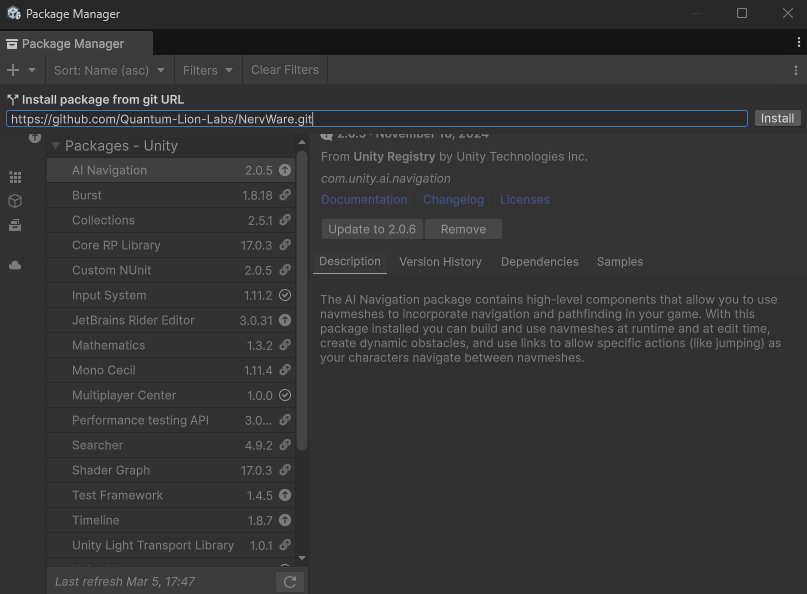 Package Manager
Package Manager
Sort: Name (asc) Filters Clear Filters
Install package from git URL
https://github.com/Quantum-Lion-Labs/NervWare.git Install
2.0.5 · November 18, 2024
Packages - Unity
From Unity Registry by Unity Technologies Inc.
AI Navigation 2.0.5
com.unity.ai.navigation
Burst 1.8.18
Documentation Changelog Licenses
Collections 2.5.1
Update to 2.0.6 Remove
Core RP Library 17.0.3
Description Version History Dependencies Samples
Custom NUnit 2.0.5
Input System 1.11.2
The AI Navigation package contains high-level components that allow you to use
navmeshes to incorporate navigation and pathfinding in your game. With this
package installed you can build and use navmeshes at runtime and at edit time,
create dynamic obstacles, and use links to allow specific actions (like jumping) as
your characters navigate between navmeshes.
JetBrains Rider Editor 3.0.31
Mathematics 1.3.2
Mono Cecil 1.11.4
Multiplayer Center 1.0.0
Performance testing API 3.0...
Searcher 4.9.2
Shader Graph 17.0.3
Test Framework 1.4.5
Timeline 1.8.7
Unity Light Transport Library 1.0.1
Last refresh Mar 5, 17:47